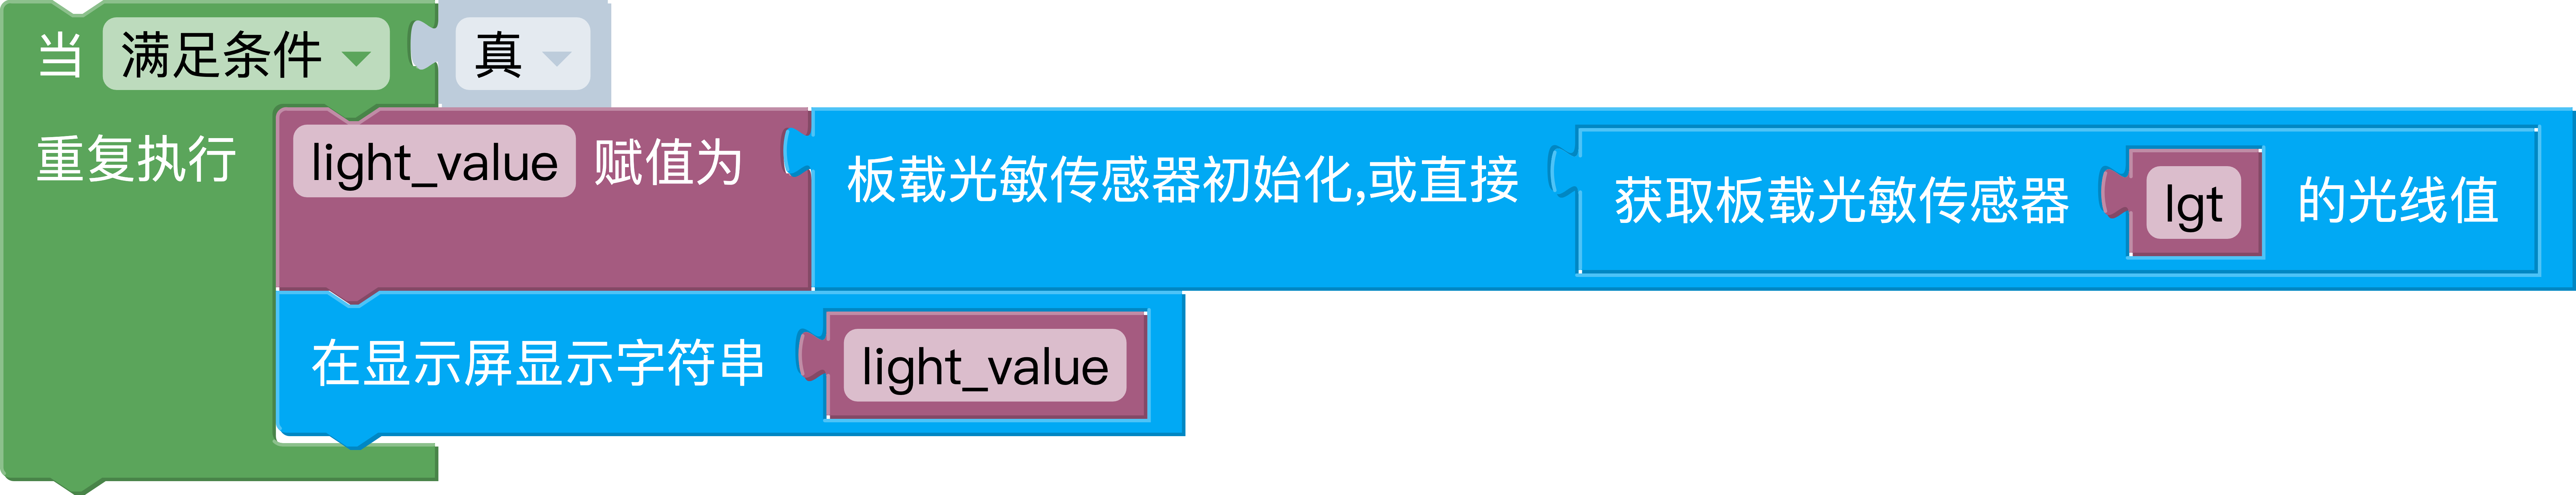 当 满足条件 真
重复执行 light_value 赋值为 板载光敏传感器初始化,或直接 获取板载光敏传感器 lgt 的光线值
在显示屏显示字符串 light_value